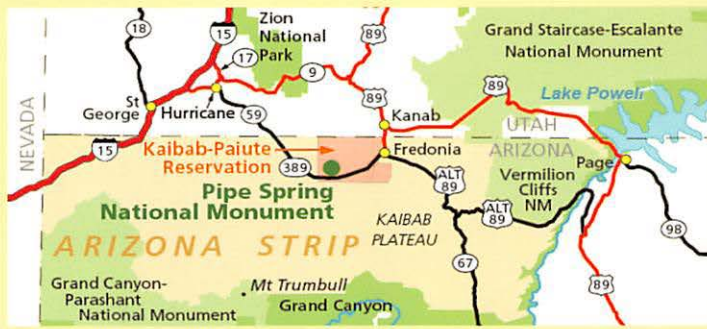 18
15
Zion
National
Park
89
Grand Staircase-Escalante
National Monument
17
9
89
Lake Powell
St
George
Hurricane
59
89
Kanab
NEVADA
UTAH
ARIZONA
15
Kaibab-Paiute
Reservation
389
Fredonia
Page
Pipe Spring
National Monument
ALT
89
Vermilion
Cliffs
NM
KAIBAB
PLATEAU
ALT
89
98
ARIZONA STRIP
67
Grand Canyon-
Parashant
National Monument
Mt Trumbull
Grand Canyon
89